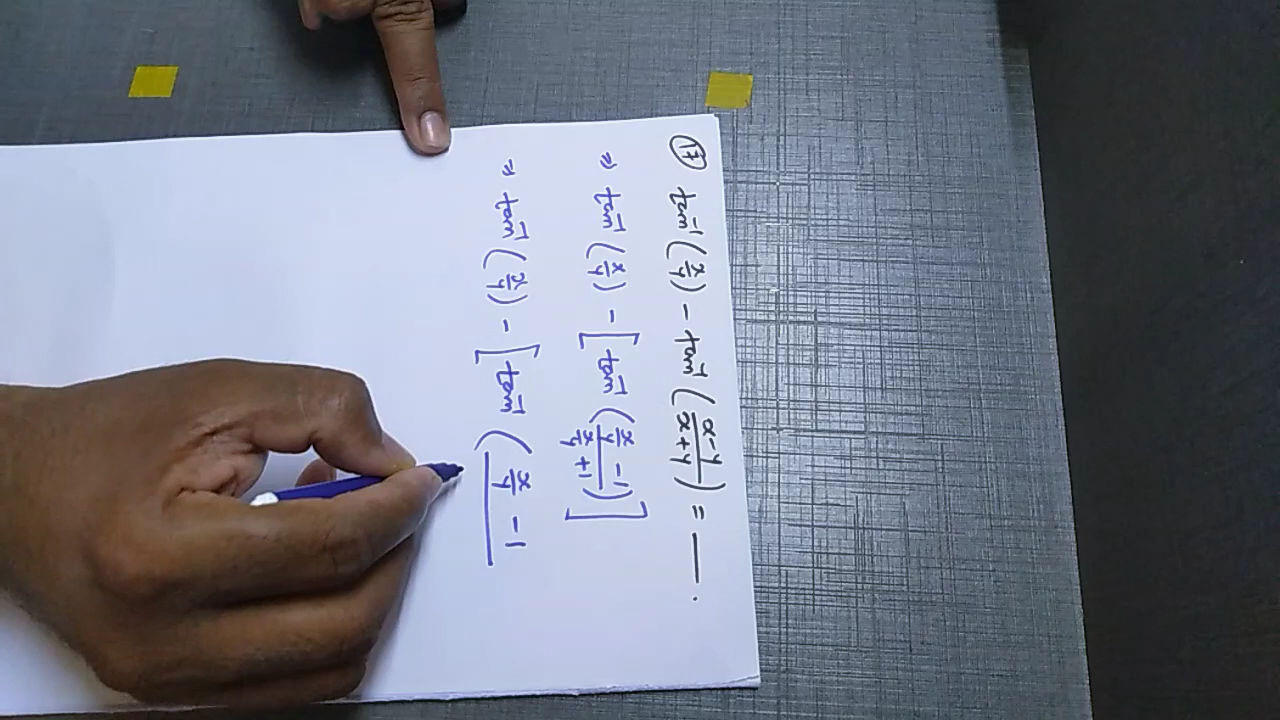 ⑰ tan⁻¹(x/y) - tan⁻¹((x-y)/(x+y)) = ___.
⇒ tan⁻¹(x/y) - [tan⁻¹((x/y - 1)/(x/y + 1))]
⇒ tan⁻¹(x/y) - [tan⁻¹(x/y - 1